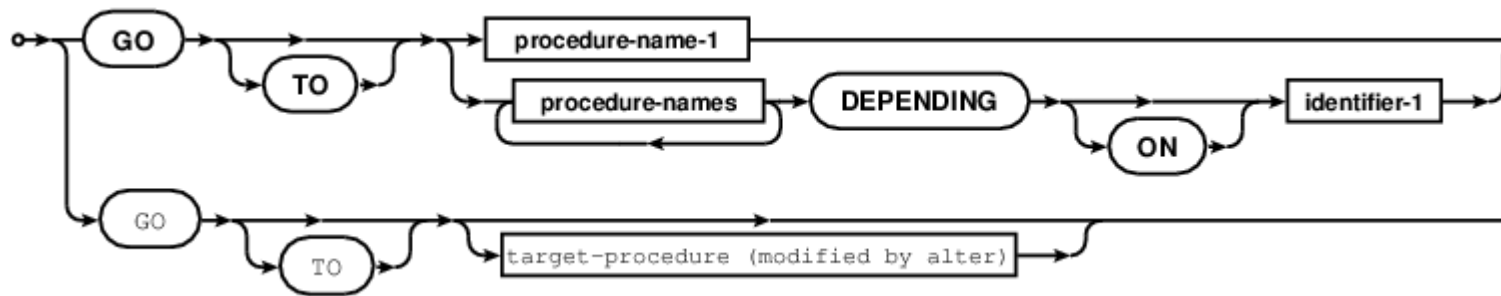 GO procedure-name-1
TO procedure-names DEPENDING identifier-1
ON
GO
TO target-procedure (modified by alter)